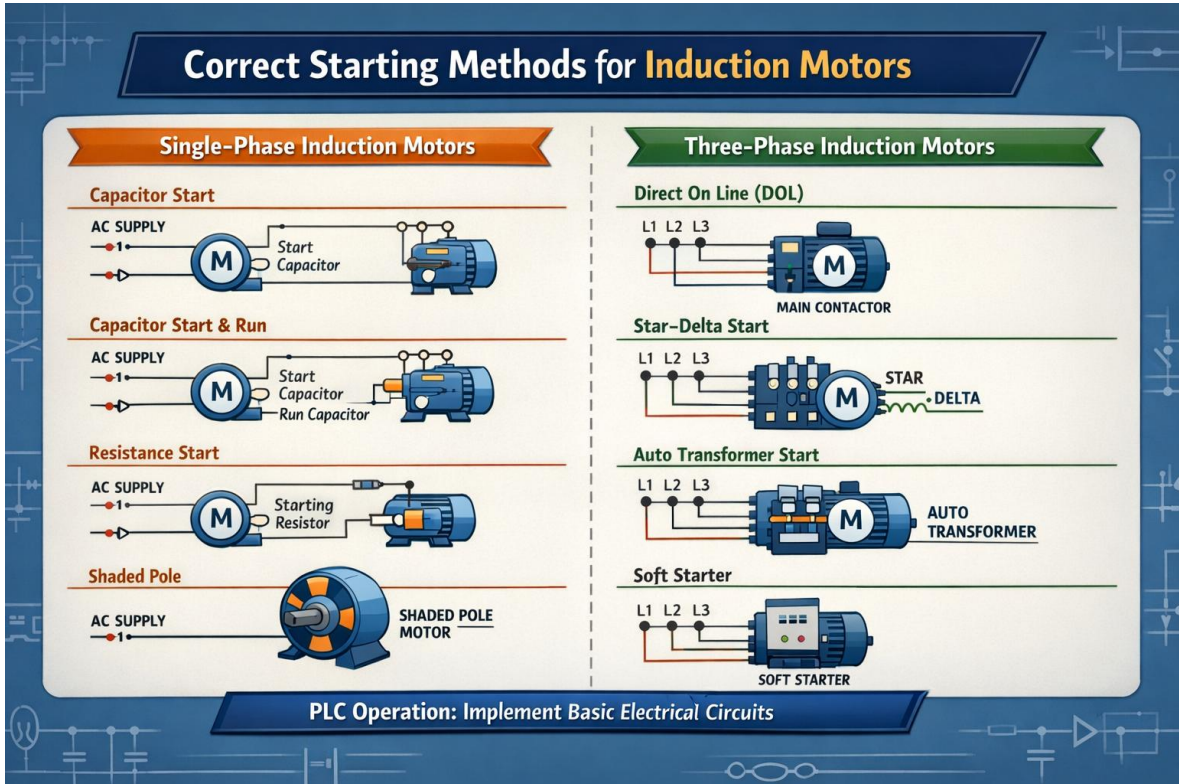 Correct Starting Methods for Induction Motors
Single-Phase Induction Motors
Capacitor Start
AC SUPPLY
1
M
Start
Capacitor
Capacitor Start & Run
AC SUPPLY
1
M
Start
Capacitor
Run Capacitor
Resistance Start
AC SUPPLY
1
M
Starting
Resistor
Shaded Pole
AC SUPPLY
1
SHADED POLE
MOTOR
Three-Phase Induction Motors
Direct On Line (DOL)
L1 L2 L3
M
MAIN CONTACTOR
Star-Delta Start
L1 L2 L3
M
STAR
DELTA
Auto Transformer Start
L1 L2 L3
M
AUTO
TRANSFORMER
Soft Starter
L1 L2 L3
SOFT STARTER
PLC Operation: Implement Basic Electrical Circuits